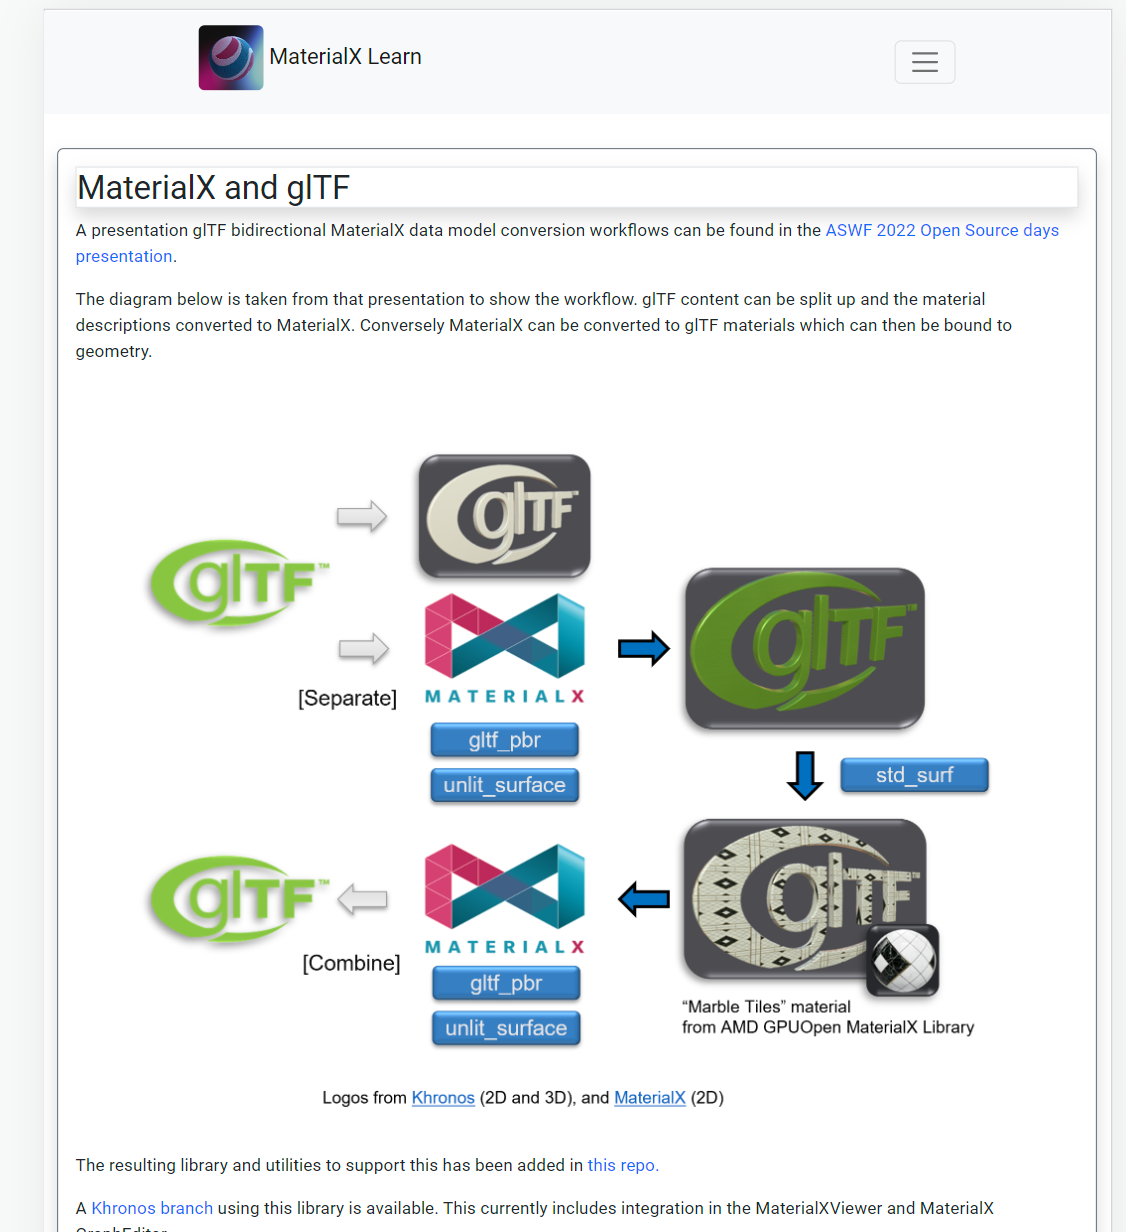 MaterialX Learn
MaterialX and glTF
A presentation glTF bidirectional MaterialX data model conversion workflows can be found in the ASWF 2022 Open Source days
presentation.
The diagram below is taken from that presentation to show the workflow. glTF content can be split up and the material
descriptions converted to MaterialX. Conversely MaterialX can be converted to glTF materials which can then be bound to
geometry.
glTF
glTF™
glTF™
MATERIALX
[Separate]
gltf_pbr
unlit_surface
std_surf
glTF™
glTF™
MATERIALX
[Combine]
gltf_pbr
unlit_surface
“Marble Tiles” material
from AMD GPUOpen MaterialX Library
Logos from Khronos (2D and 3D), and MaterialX (2D)
The resulting library and utilities to support this has been added in this repo.
A Khronos branch using this library is available. This currently includes integration in the MaterialXViewer and MaterialX